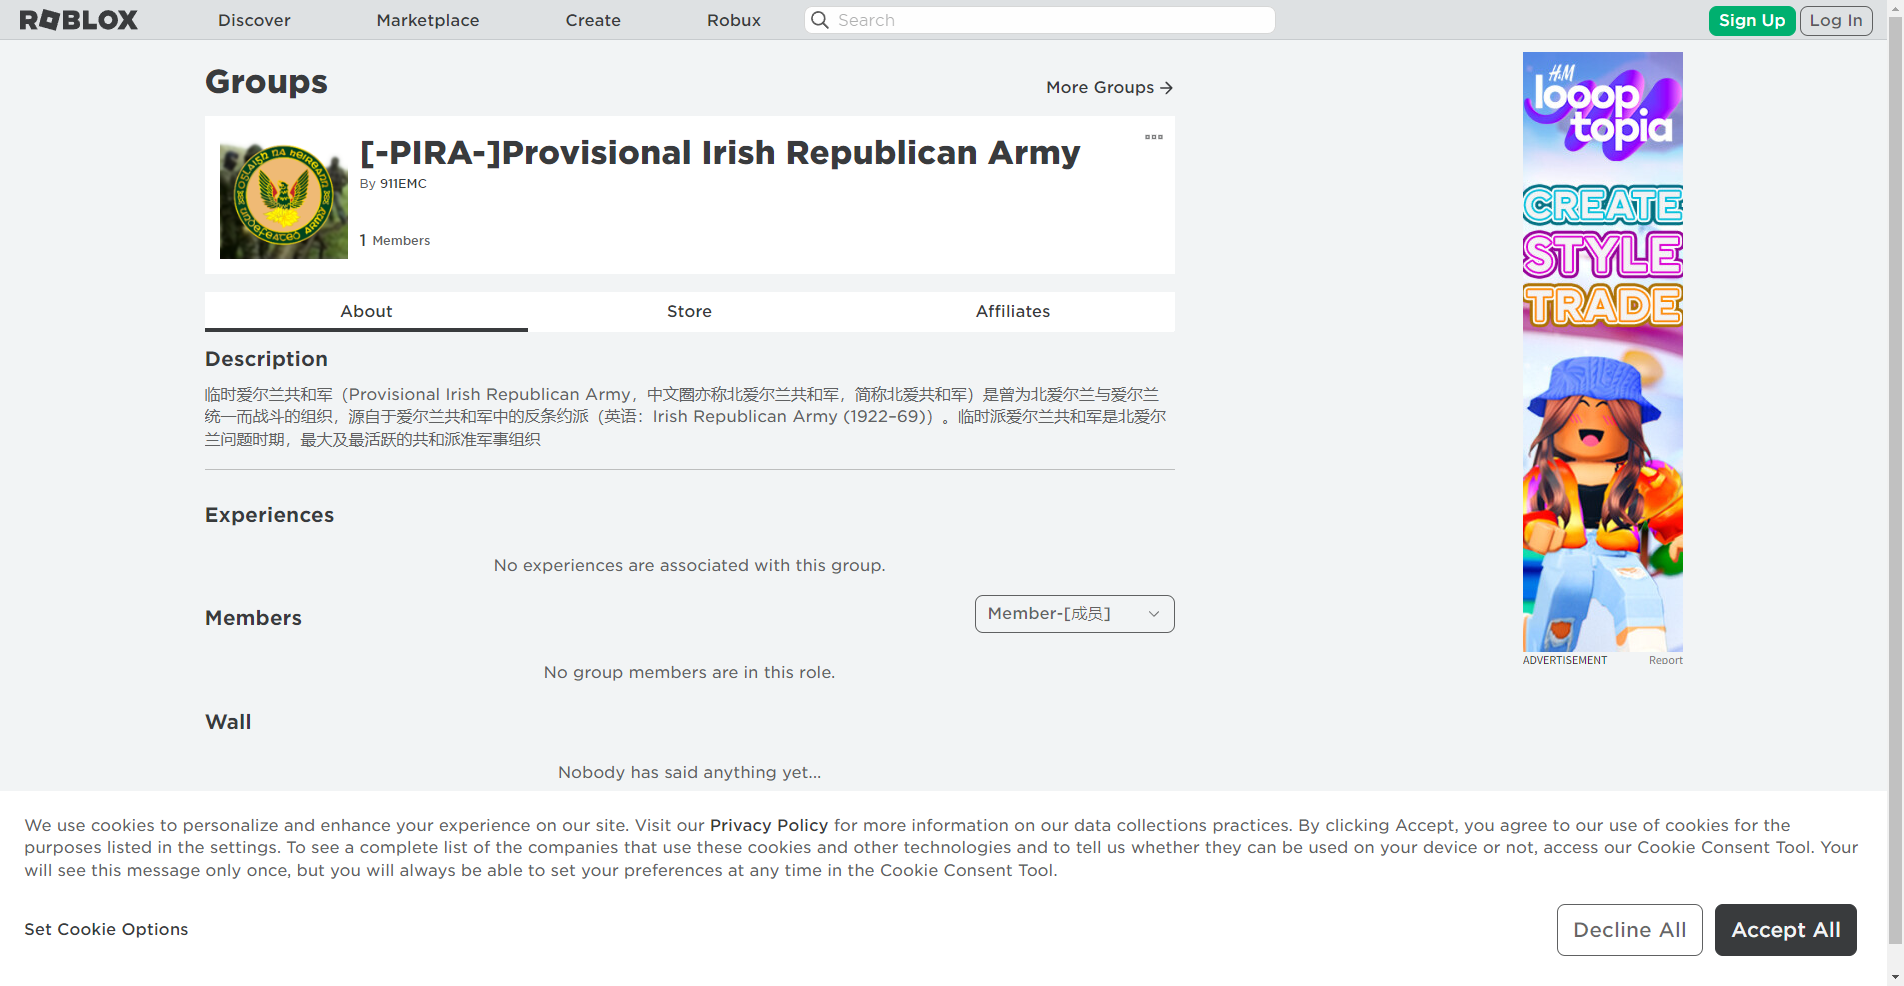 ROBLOX
Discover
Marketplace
Create
Robux
Search
Sign Up
Log In
Groups
More Groups
[-PIRA-]Provisional Irish Republican Army
By 911EMC
1 Members
About
Store
Affiliates
Description
临时爱尔兰共和军（Provisional Irish Republican Army，中文圈亦称北爱尔兰共和军，简称北爱共和军）是曾为北爱尔兰与爱尔兰
统一而战斗的组织，源自于爱尔兰共和军中的反条约派（英语：Irish Republican Army (1922–69)）。临时派爱尔兰共和军是北爱尔
兰问题时期，最大及最活跃的共和派准军事组织
Experiences
No experiences are associated with this group.
Members
Member-[成员]
No group members are in this role.
Wall
Nobody has said anything yet...
H&M
looop
topia
CREATE
STYLE
TRADE
ADVERTISEMENT
Report
We use cookies to personalize and enhance your experience on our site. Visit our Privacy Policy for more information on our data collections practices. By clicking Accept, you agree to our use of cookies for the
purposes listed in the settings. To see a complete list of the companies that use these cookies and other technologies and to tell us whether they can be used on your device or not, access our Cookie Consent Tool. Your
will see this message only once, but you will always be able to set your preferences at any time in the Cookie Consent Tool.
Set Cookie Options
Decline All
Accept All